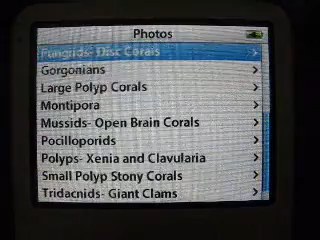 Photos
Fungrids- Disc Corals
Gorgonians
Large Polyp Corals
Montipora
Mussids- Open Brain Corals
Pocilloporids
Polyps- Xenia and Clavularia
Small Polyp Stony Corals
Tridacnids- Giant Clams